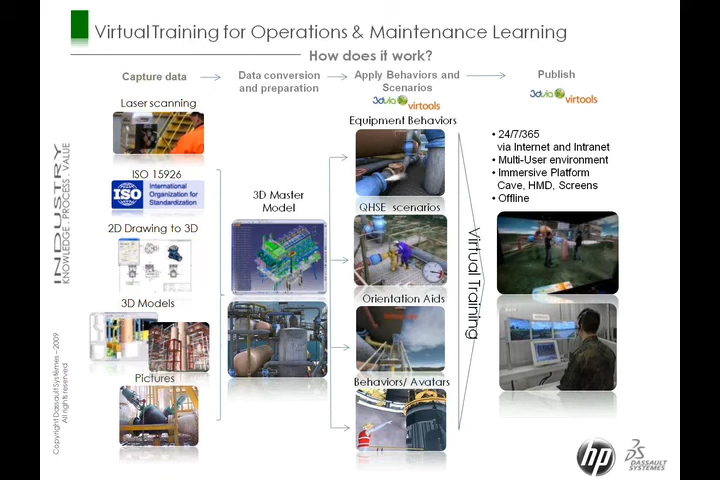 Virtual Training for Operations & Maintenance Learning
How does it work?
Capture data
Data conversion
and preparation
Apply Behaviors and
Scenarios
Publish
3dvia virtools
3dvia virtools
Laser scanning
ISO 15926
ISO
International
Organization for
Standardization
2D Drawing to 3D
3D Models
Pictures
3D Master
Model
Equipment Behaviors
QHSE scenarios
Orientation Aids
Behaviors/ Avatars
Virtual Training
• 24/7/365
via Internet and Intranet
• Multi-User environment
• Immersive Platform
Cave, HMD, Screens
• Offline
INDUSTRY
KNOWLEDGE, PROCESS, VALUE
Copyright Dassault Systèmes – 2009
All rights reserved
hp
DASSAULT
SYSTEMES